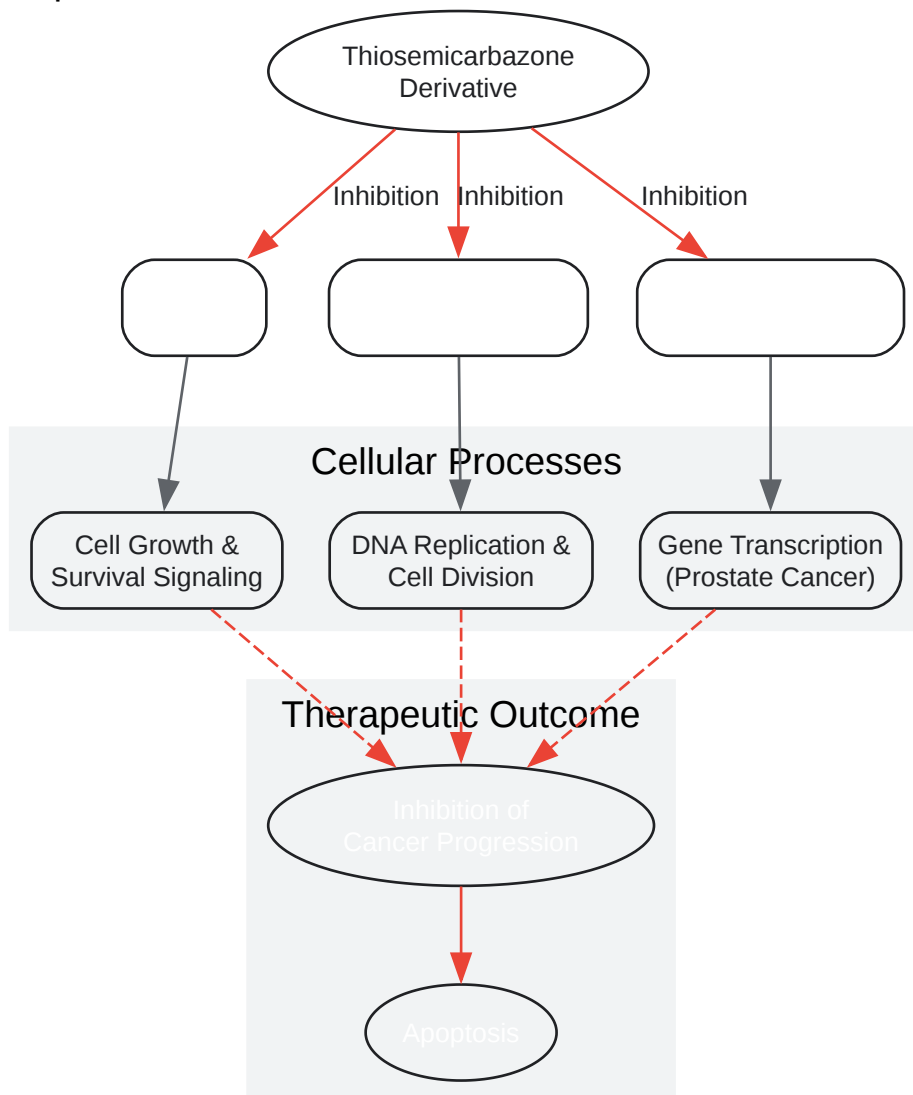 Thiosemicarbazone
Derivative
Inhibition
Inhibition
Inhibition
Cellular Processes
Cell Growth &
Survival Signaling
DNA Replication &
Cell Division
Gene Transcription
(Prostate Cancer)
Therapeutic Outcome
Inhibition of
Cancer Progression
Apoptosis